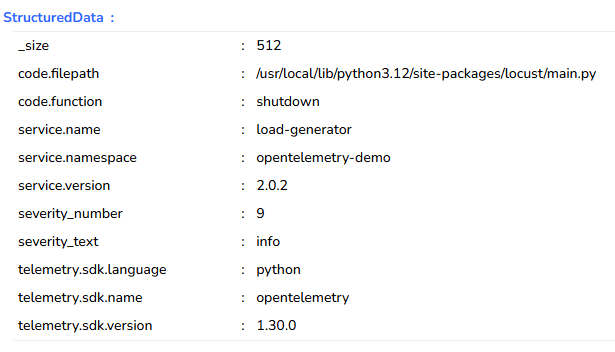 StructuredData :
_size : 512
code.filepath : /usr/local/lib/python3.12/site-packages/locust/main.py
code.function : shutdown
service.name : load-generator
service.namespace : opentelemetry-demo
service.version : 2.0.2
severity_number : 9
severity_text : info
telemetry.sdk.language : python
telemetry.sdk.name : opentelemetry
telemetry.sdk.version : 1.30.0